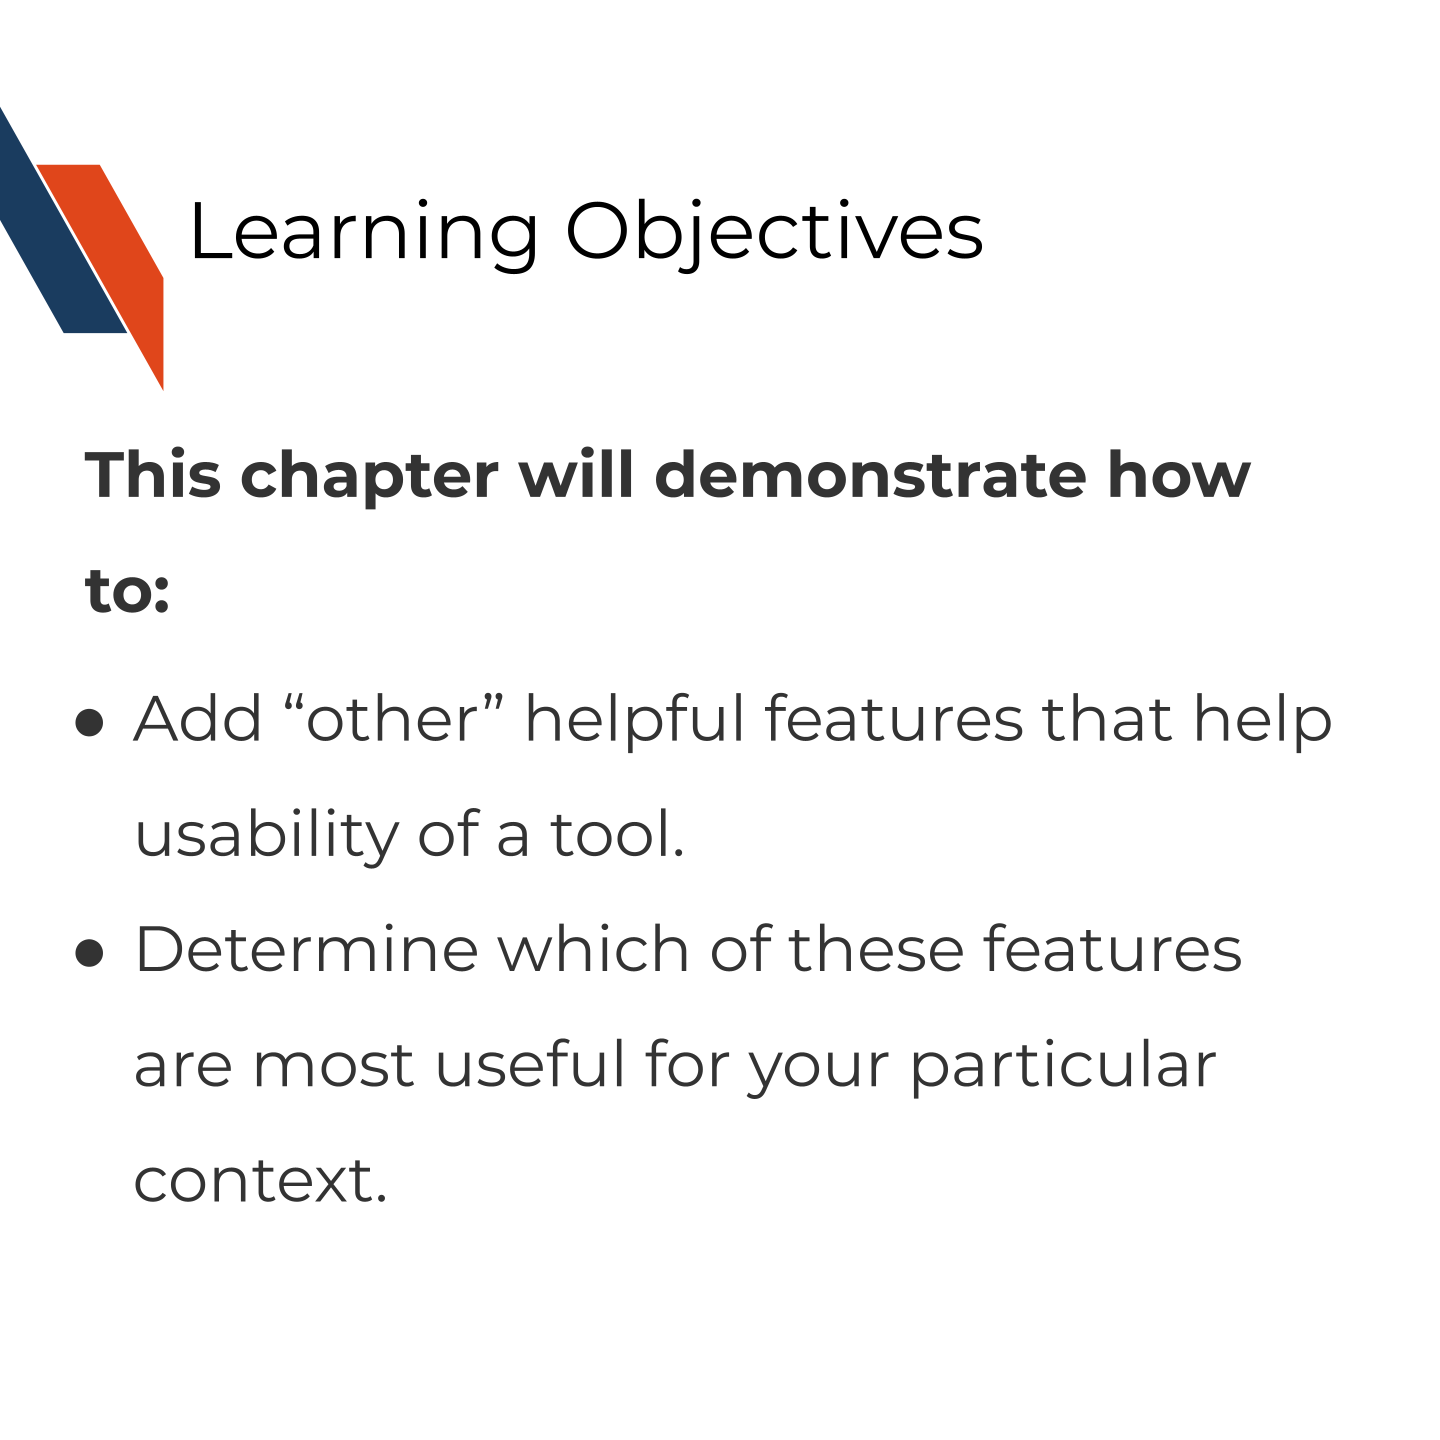 Learning Objectives
This chapter will demonstrate how
to:
● Add “other” helpful features that help
usability of a tool.
● Determine which of these features
are most useful for your particular
context.